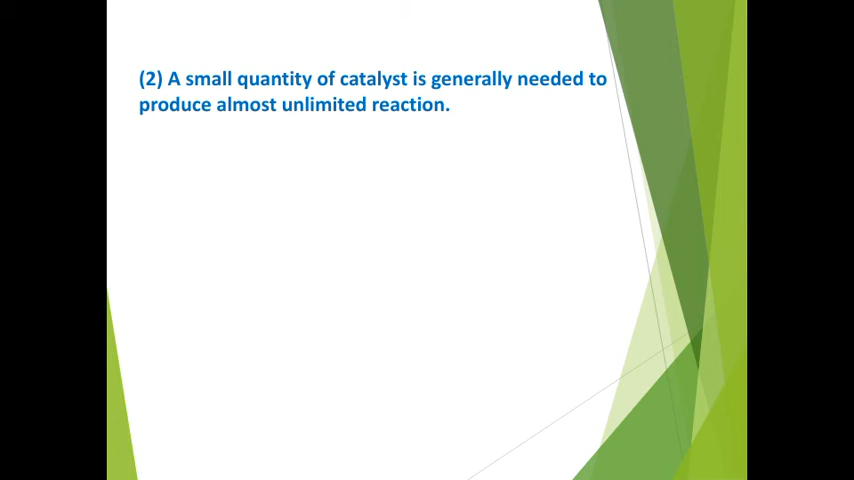 (2) A small quantity of catalyst is generally needed to
produce almost unlimited reaction.